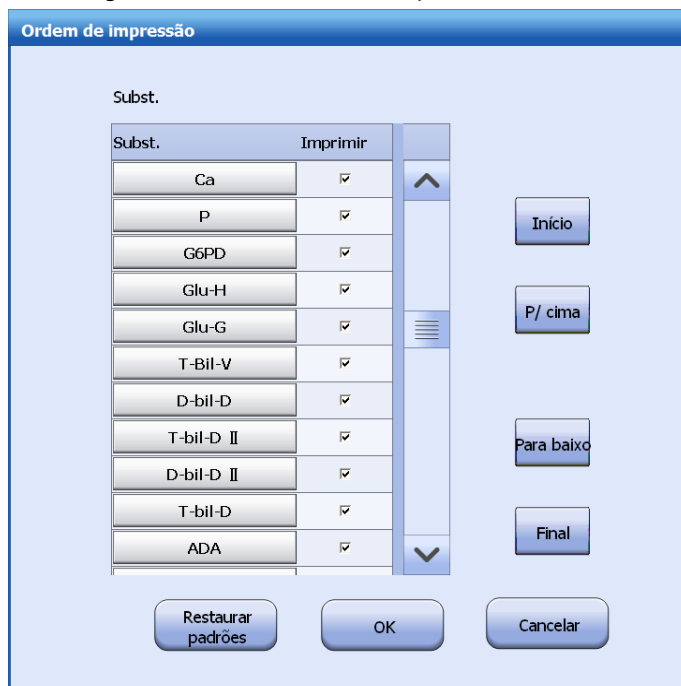 Ordem de impressão
Subst.
Subst. Imprimir
Ca
P
G6PD
Glu-H
Glu-G
T-Bil-V
D-bil-D
T-bil-D Ⅱ
D-bil-D Ⅱ
T-bil-D
ADA
Início
P/ cima
Para baixo
Final
Restaurar
padrões
OK
Cancelar